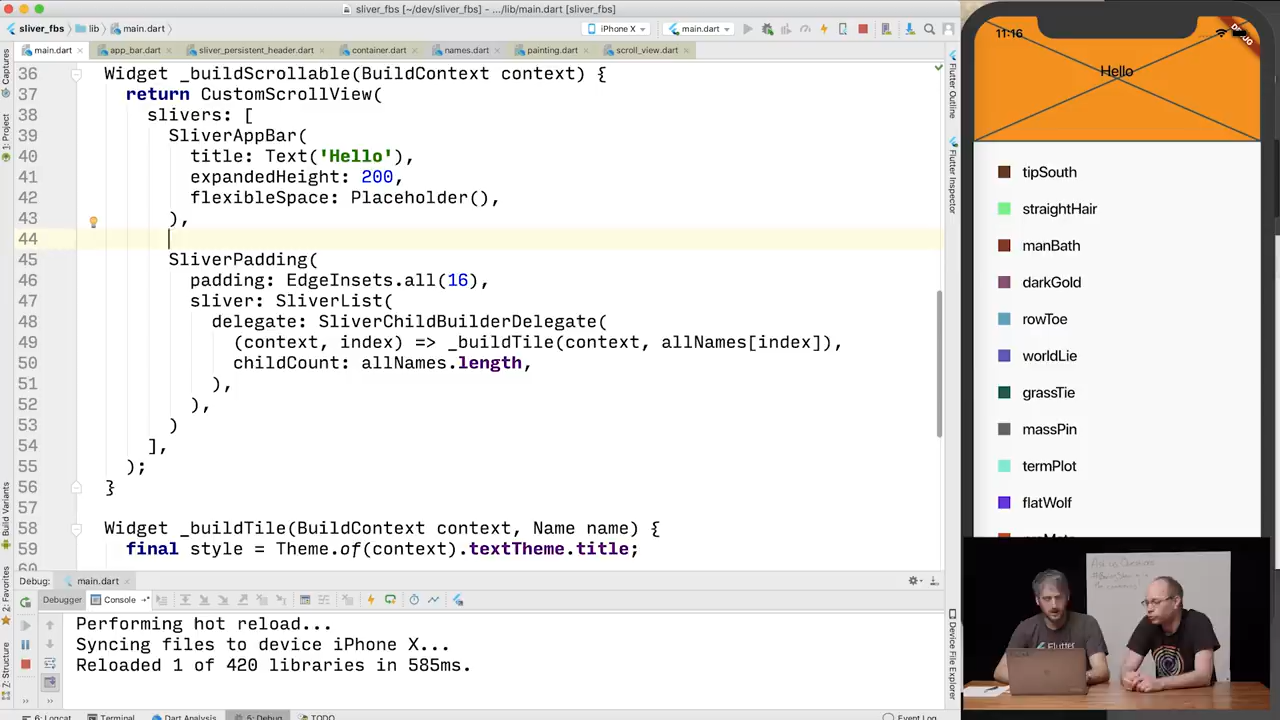 sliver_fbs [~/dev/sliver_fbs] - .../lib/main.dart [sliver_fbs]
sliver_fbs
lib
main.dart
iPhone X
main.dart
main.dart
app_bar.dart
sliver_persistent_header.dart
container.dart
names.dart
painting.dart
scroll_view.dart
36 Widget _buildScrollable(BuildContext context) {
37 return CustomScrollView(
38 slivers: [
39 SliverAppBar(
40 title: Text('Hello'),
41 expandedHeight: 200,
42 flexibleSpace: Placeholder(),
43 ),
44
45 SliverPadding(
46 padding: EdgeInsets.all(16),
47 sliver: SliverList(
48 delegate: SliverChildBuilderDelegate(
49 (context, index) => _buildTile(context, allNames[index]),
50 childCount: allNames.length,
51 ),
52 ),
53 )
54 ],
55 );
56 }
57
58 Widget _buildTile(BuildContext context, Name name) {
59 final style = Theme.of(context).textTheme.title;
Debug:
main.dart
Debugger
Console
Performing hot reload...
Syncing files to device iPhone X...
Reloaded 1 of 420 libraries in 585ms.
6: Logcat
Terminal
Dart Analysis
5: Debug
TODO
Event Log
Captures
1: Project
Build Variants
2: Favorites
7: Structure
Flutter Outline
Flutter Inspector
Device File Explorer
11:16
Hello
tipSouth
straightHair
manBath
darkGold
rowToe
worldLie
grassTie
massPin
termPlot
flatWolf
Flutter